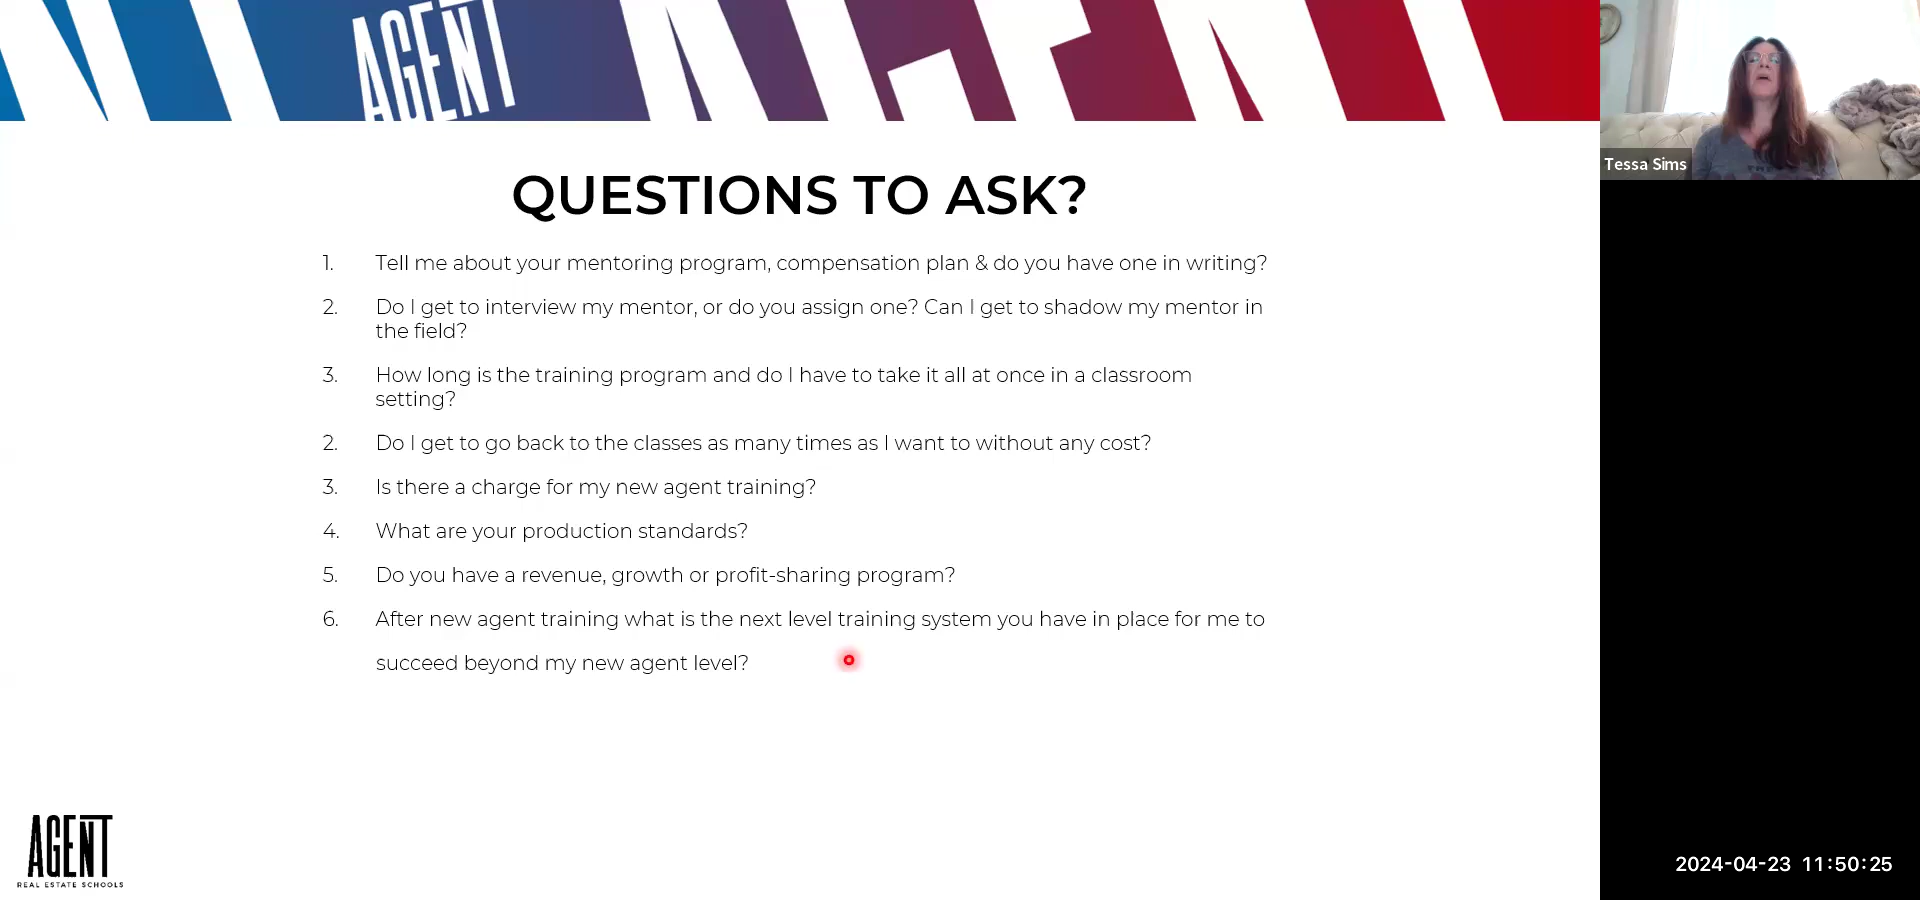 AGENT
QUESTIONS TO ASK?
1. Tell me about your mentoring program, compensation plan & do you have one in writing?
2. Do I get to interview my mentor, or do you assign one? Can I get to shadow my mentor in
the field?
3. How long is the training program and do I have to take it all at once in a classroom
setting?
2. Do I get to go back to the classes as many times as I want to without any cost?
3. Is there a charge for my new agent training?
4. What are your production standards?
5. Do you have a revenue, growth or profit-sharing program?
6. After new agent training what is the next level training system you have in place for me to
succeed beyond my new agent level?
AGENT
REAL ESTATE SCHOOLS
Tessa Sims
2024-04-23 11:50:25